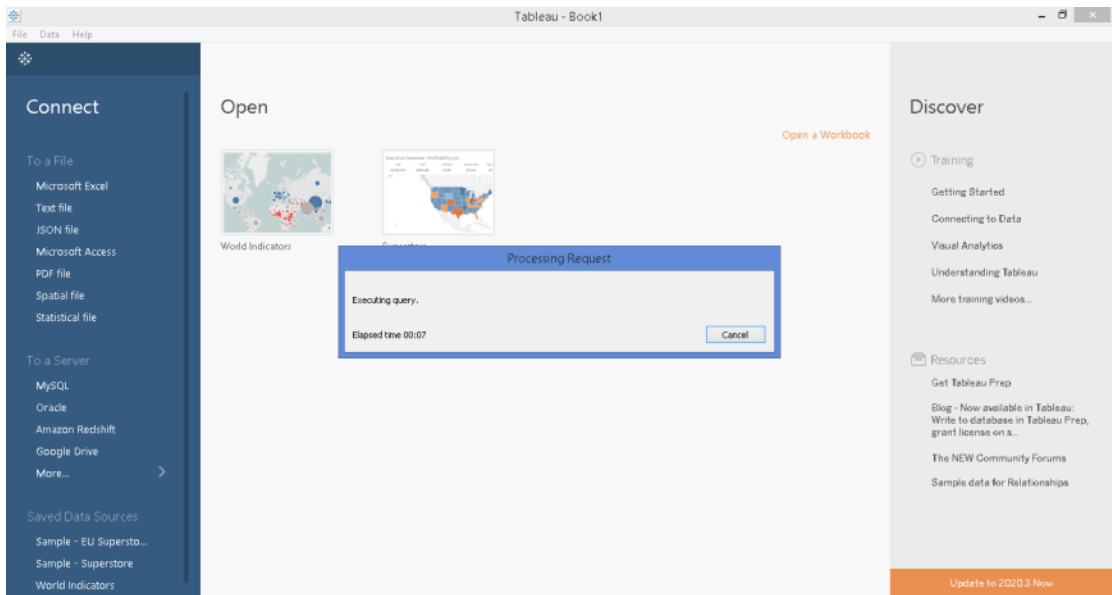 Tableau - Book1
File Data Help
Connect
To a File
Microsoft Excel
Text file
JSON file
Microsoft Access
PDF file
Spatial file
Statistical file
To a Server
MySQL
Oracle
Amazon Redshift
Google Drive
More...
Saved Data Sources
Sample - EU Supersto...
Sample - Superstore
World Indicators
Open
Open a Workbook
World Indicators
Superstore
Processing Request
Executing query.
Elapsed time 00:07
Cancel
Discover
Training
Getting Started
Connecting to Data
Visual Analytics
Understanding Tableau
More training videos...
Resources
Get Tableau Prep
Blog - Now available in Tableau:
Write to database in Tableau Prep,
grant license on s...
The NEW Community Forums
Sample data for Relationships
Update to 2020.3 Now